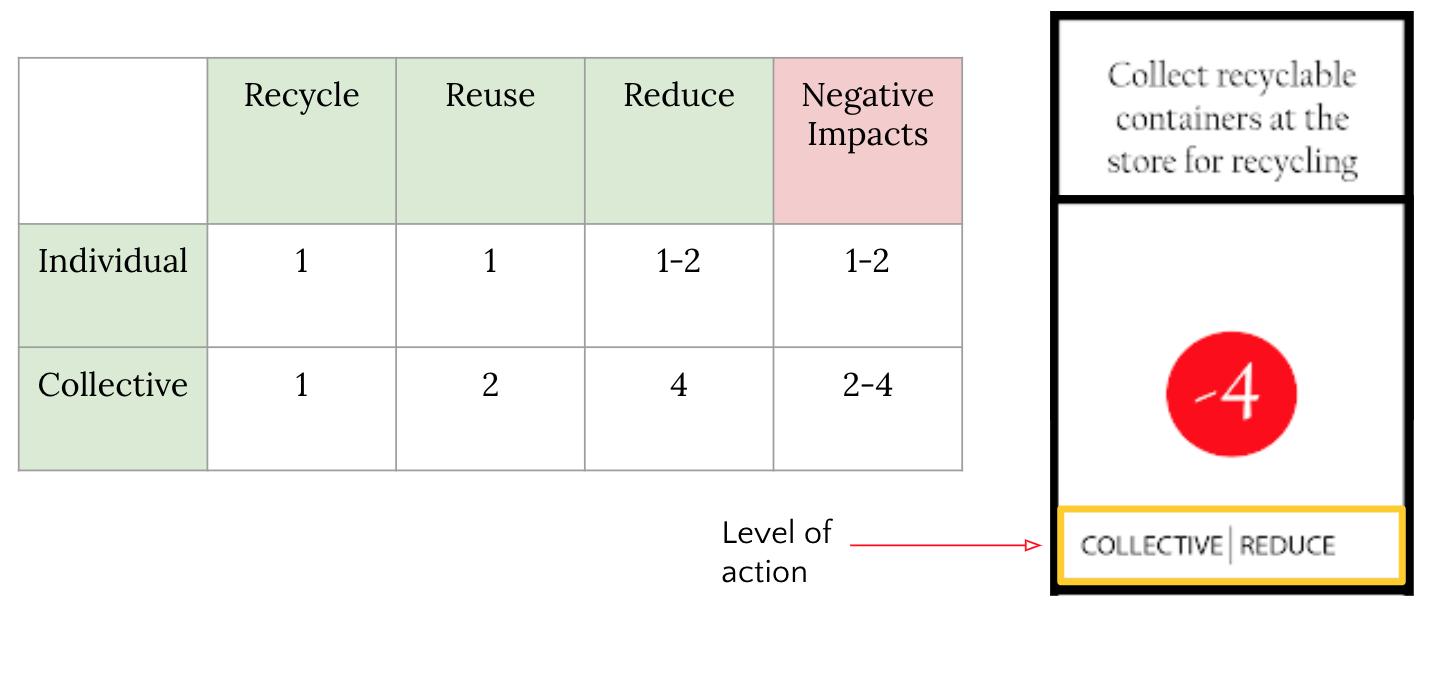 Recycle Reuse Reduce Negative
Impacts
Individual 1 1 1-2 1-2
Collective 1 2 4 2-4
Level of
action
Collect recyclable
containers at the
store for recycling
-4
COLLECTIVE | REDUCE